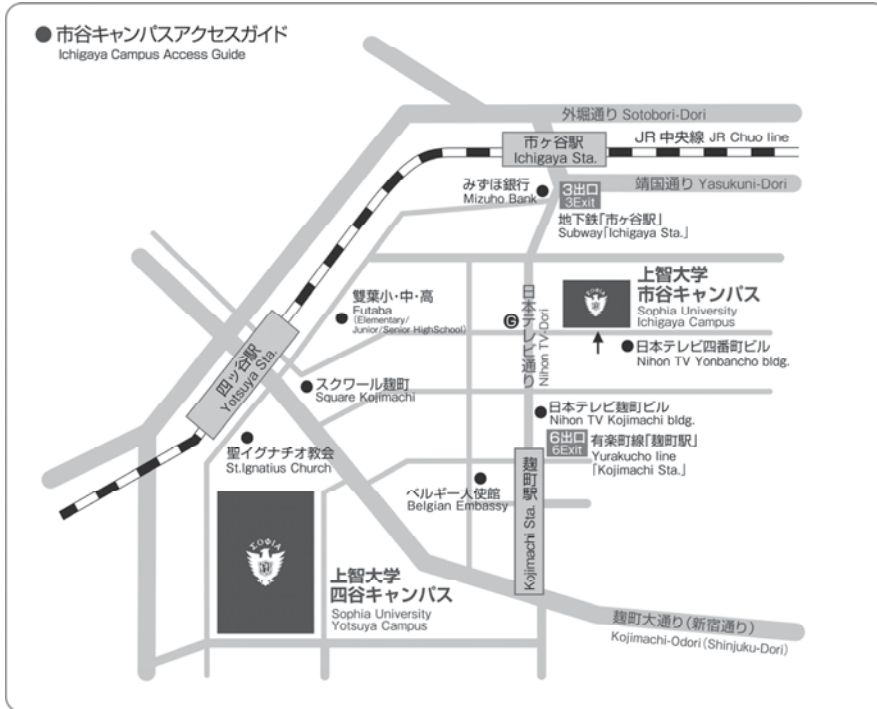 ●市谷キャンパスアクセスガイド
Ichigaya Campus Access Guide
外堀通り Sotobori-Dori
市ヶ谷駅
Ichigaya Sta.
JR 中央線 JR Chuo line
みずほ銀行
Mizuho Bank
3出口
3Exit
靖国通り Yasukuni-Dori
地下鉄「市ヶ谷駅」
Subway「Ichigaya Sta.」
上智大学
市谷キャンパス
Sophia University
Ichigaya Campus
雙葉小・中・高
Futaba
(Elementary/
Junior/Senior HighSchool)
G
日本テレビ通り
Nihon TV-Dori
日本テレビ四番町ビル
Nihon TV Yonbancho bldg.
四ッ谷駅
Yotsuya Sta.
スクワール麹町
Square Kojimachi
日本テレビ麹町ビル
Nihon TV Kojimachi bldg.
6出口
6Exit
有楽町線「麹町駅」
Yurakucho line
「Kojimachi Sta.」
聖イグナチオ教会
St.Ignatius Church
ベルギー大使館
Belgian Embassy
麹町駅
Kojimachi Sta.
ΣΟΦΙΑ
上智大学
四谷キャンパス
Sophia University
Yotsuya Campus
麹町大通り(新宿通り)
Kojimachi-Odori(Shinjuku-Dori)